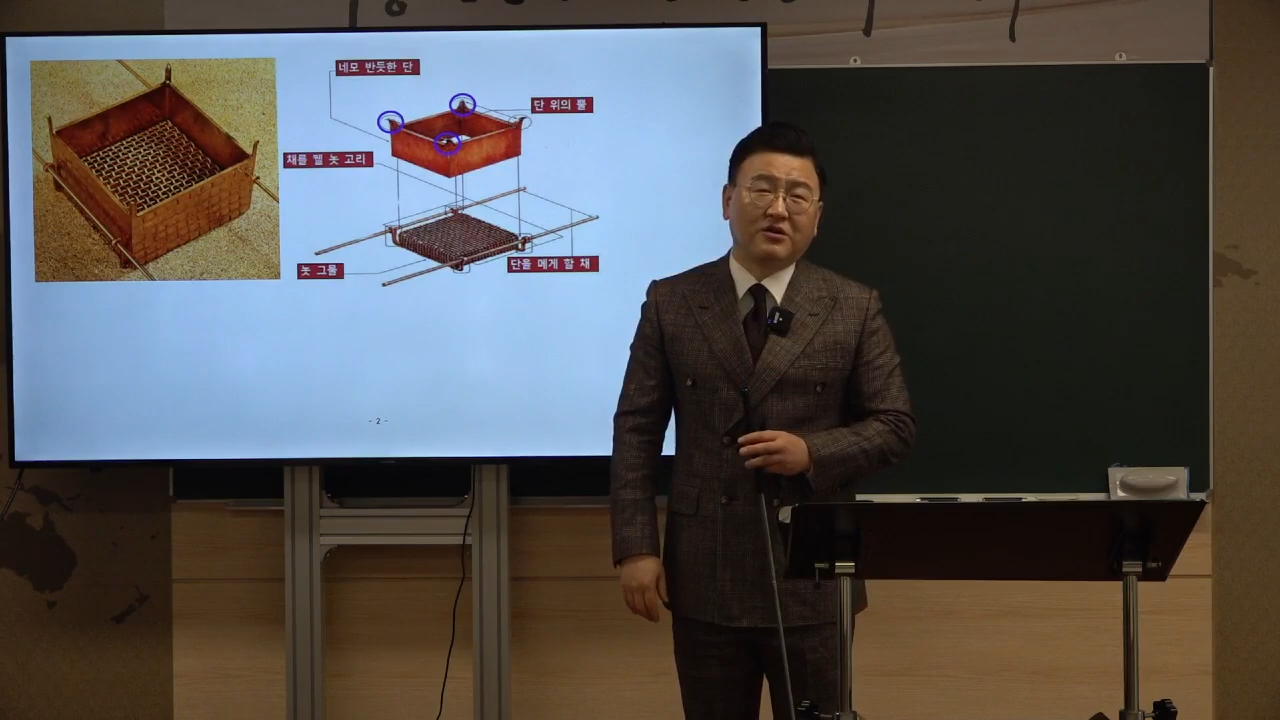 네모 반듯한 단
단 위의 뿔
채를 꿸 놋 고리
놋 그물
단을 메게 할 채
- 2 -